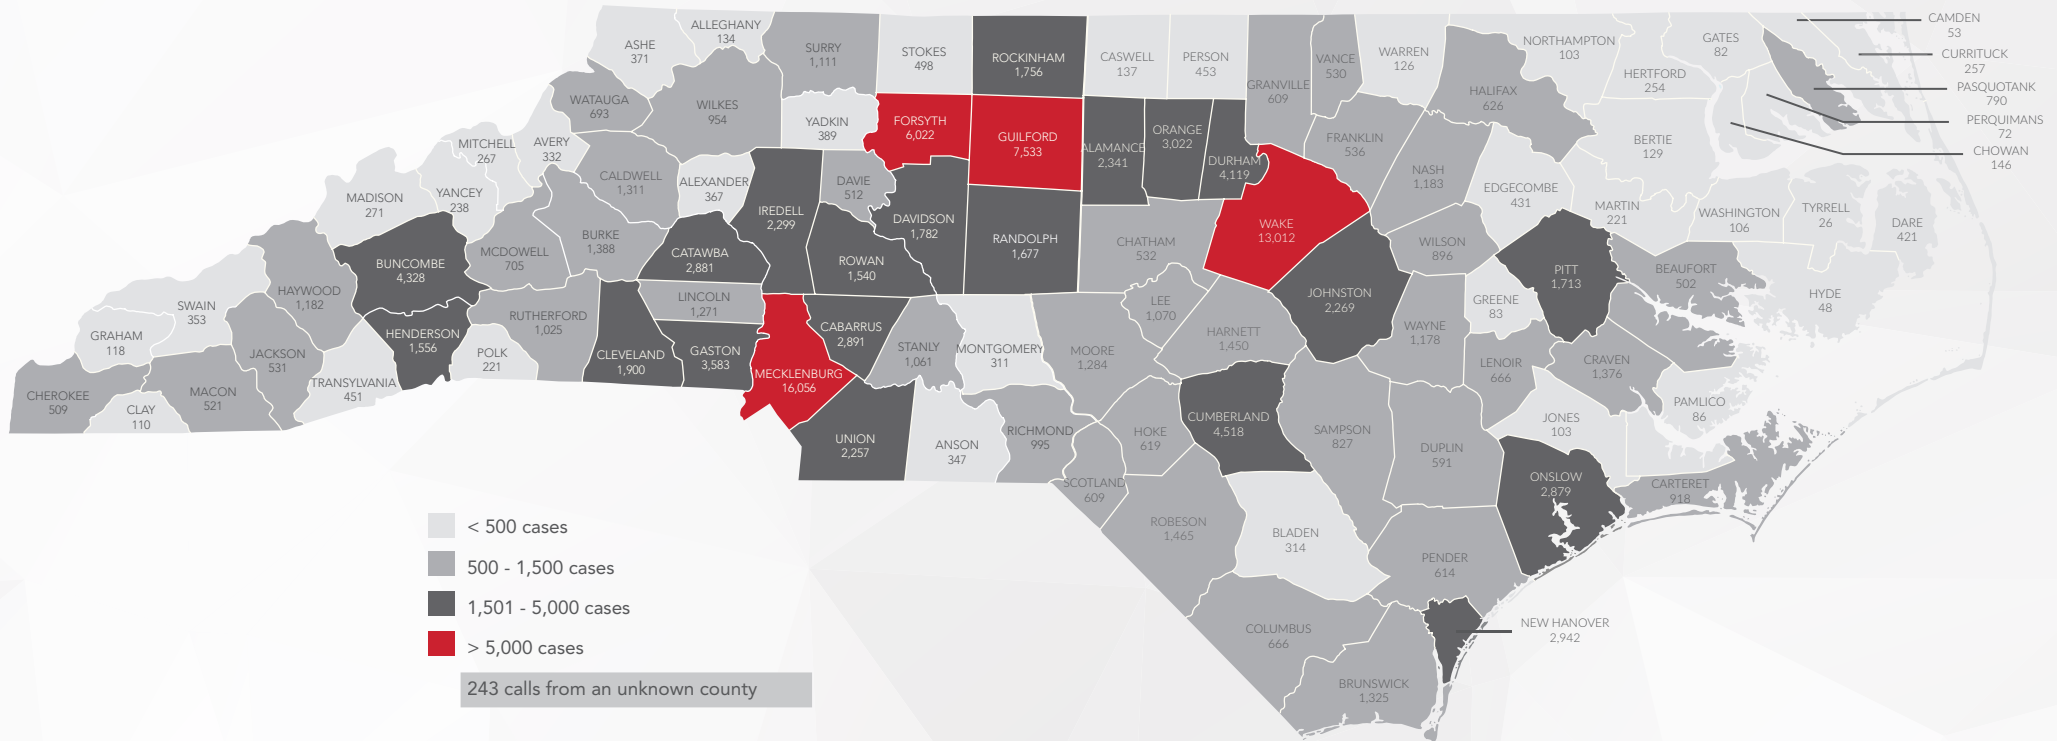 ALLEGHANY
134
ASHE
371
SURRY
1,111
STOKES
498
ROCKINHAM
1,756
CASWELL
137
PERSON
453
GRANVILLE
609
VANCE
530
WARREN
126
HALIFAX
626
NORTHAMPTON
103
HERTFORD
254
GATES
82
CAMDEN
53
CURRITUCK
257
PASQUOTANK
790
PERQUIMANS
72
CHOWAN
146
WATAUGA
693
WILKES
954
YADKIN
389
FORSYTH
6,022
GUILFORD
7,533
ALAMANCE
2,341
ORANGE
3,022
DURHAM
4,119
FRANKLIN
536
NASH
1,183
EDGECOMBE
431
BERTIE
129
MARTIN
221
WASHINGTON
106
TYRRELL
26
DARE
421
MITCHELL
267
AVERY
332
CALDWELL
1,311
ALEXANDER
367
DAVIE
512
IREDELL
2,299
DAVIDSON
1,782
RANDOLPH
1,677
CHATHAM
532
WAKE
13,012
WILSON
896
PITT
1,713
BEAUFORT
502
HYDE
48
MADISON
271
YANCEY
238
BURKE
1,388
MCDOWELL
705
CATAWBA
2,881
ROWAN
1,540
BUNCOMBE
4,328
HAYWOOD
1,182
SWAIN
353
GRAHAM
118
JACKSON
531
HENDERSON
1,556
RUTHERFORD
1,025
POLK
221
CLEVELAND
1,900
LINCOLN
1,271
GASTON
3,583
MECKLENBURG
16,056
CABARRUS
2,891
STANLY
1,061
MONTGOMERY
311
MOORE
1,284
LEE
1,070
HARNETT
1,450
JOHNSTON
2,269
WAYNE
1,178
GREENE
83
LENOIR
666
CRAVEN
1,376
PAMLICO
86
JONES
103
CHEROKEE
509
CLAY
110
MACON
521
TRANSYLVANIA
451
UNION
2,257
ANSON
347
RICHMOND
995
SCOTLAND
609
HOKE
619
CUMBERLAND
4,518
SAMPSON
827
DUPLIN
591
ONSLOW
2,879
CARTERET
918
ROBESON
1,465
BLADEN
314
PENDER
614
COLUMBUS
666
BRUNSWICK
1,325
NEW HANOVER
2,942
< 500 cases
500 - 1,500 cases
1,501 - 5,000 cases
> 5,000 cases
243 calls from an unknown county